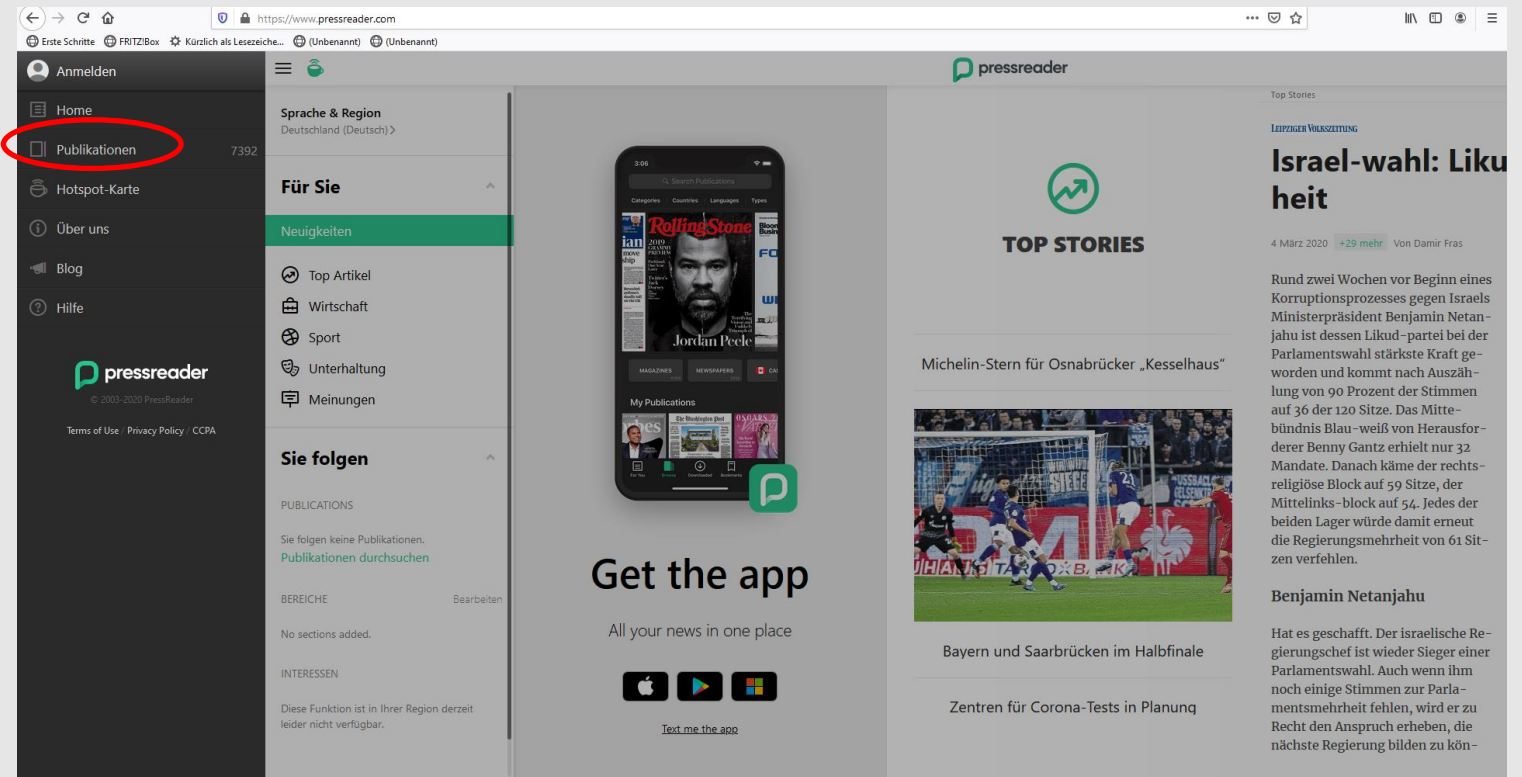 https://www.pressreader.com
Erste Schritte FRITZ!Box Kürzlich als Lesezeiche... (Unbenannt) (Unbenannt)
Anmelden
Home
Publikationen 7392
Hotspot-Karte
Über uns
Blog
Hilfe
pressreader
© 2003-2020 PressReader
Terms of Use / Privacy Policy / CCPA
Sprache & Region
Deutschland (Deutsch) >
Für Sie
Neuigkeiten
Top Artikel
Wirtschaft
Sport
Unterhaltung
Meinungen
Sie folgen
PUBLICATIONS
Sie folgen keine Publikationen.
Publikationen durchsuchen
BEREICHE Bearbeiten
No sections added.
INTERESSEN
Diese Funktion ist in Ihrer Region derzeit
leider nicht verfügbar.
pressreader
3:06
Search Publications
Categories Countries Languages Types
RollingStone
2019
GRAMMY
PREVIEW
Jordan Peele
MAGAZINES NEWSPAPERS
My Publications
The Washington Post
Get the app
All your news in one place
Text me the app
TOP STORIES
Michelin-Stern für Osnabrücker „Kesselhaus“
Bayern und Saarbrücken im Halbfinale
Zentren für Corona-Tests in Planung
Top Stories
LEIPZIGER VOLKSZEITUNG
Israel-wahl: Liku
heit
4 März 2020 +29 mehr Von Damir Fras
Rund zwei Wochen vor Beginn eines
Korruptionsprozesses gegen Israels
Ministerpräsident Benjamin Netan-
jahu ist dessen Likud-partei bei der
Parlamentswahl stärkste Kraft ge-
worden und kommt nach Auszäh-
lung von 90 Prozent der Stimmen
auf 36 der 120 Sitze. Das Mitte-
bündnis Blau-weiß von Herausfor-
derer Benny Gantz erhielt nur 32
Mandate. Danach käme der rechts-
religiöse Block auf 59 Sitze, der
Mittelinks-block auf 54. Jedes der
beiden Lager würde damit erneut
die Regierungsmehrheit von 61 Sit-
zen verfehlen.
Benjamin Netanjahu
Hat es geschafft. Der israelische Re-
gierungschef ist wieder Sieger einer
Parlamentswahl. Auch wenn ihm
noch einige Stimmen zur Parla-
mentsmehrheit fehlen, wird er zu
Recht den Anspruch erheben, die
nächste Regierung bilden zu kön-